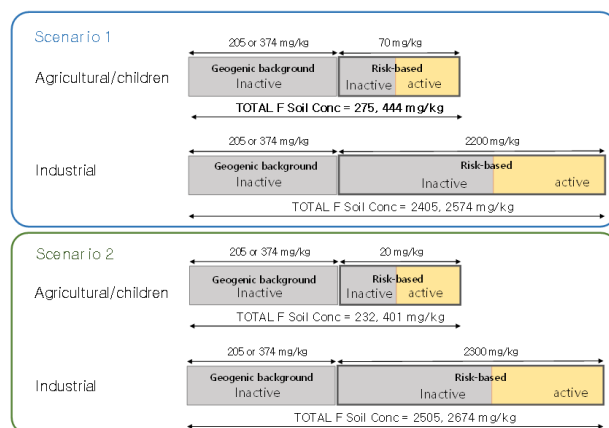 Scenario 1
205 or 374 mg/kg 70 mg/kg
Agricultural/children
Geogenic background Risk-based
Inactive Inactive active
TOTAL F Soil Conc = 275, 444 mg/kg
205 or 374 mg/kg 2200 mg/kg
Industrial
Geogenic background Risk-based
Inactive Inactive active
TOTAL F Soil Conc = 2405, 2574 mg/kg
Scenario 2
205 or 374 mg/kg 20 mg/kg
Agricultural/children
Geogenic background Risk-based
Inactive Inactive active
TOTAL F Soil Conc = 232, 401 mg/kg
205 or 374 mg/kg 2300 mg/kg
Industrial
Geogenic background Risk-based
Inactive Inactive active
TOTAL F Soil Conc = 2505, 2674 mg/kg